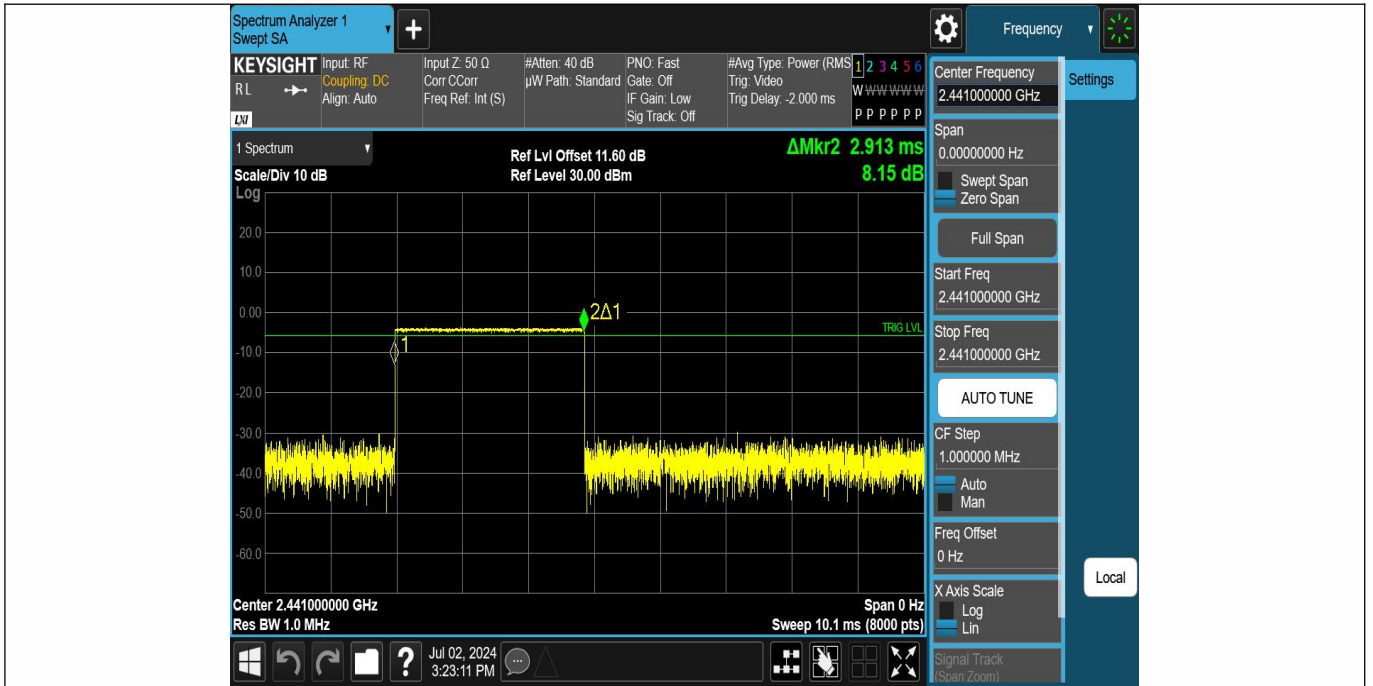 Spectrum Analyzer 1
Swept SA
+
Frequency
KEYSIGHT
RL
LXI
Input: RF
Coupling: DC
Align: Auto
Input Z: 50 Ω
Corr CCorr
Freq Ref: Int (S)
#Atten: 40 dB
µW Path: Standard
PNO: Fast
Gate: Off
IF Gain: Low
Sig Track: Off
#Avg Type: Power (RMS
Trig: Video
Trig Delay: -2.000 ms
1 2 3 4 5 6
W W W W W W
P P P P P P
1 Spectrum
Scale/Div 10 dB
Ref Lvl Offset 11.60 dB
Ref Level 30.00 dBm
ΔMkr2 2.913 ms
8.15 dB
Log
20.0
10.0
0.00
-10.0
-20.0
-30.0
-40.0
-50.0
-60.0
2Δ1
1
TRIG LVL
Center 2.441000000 GHz
Res BW 1.0 MHz
Span 0 Hz
Sweep 10.1 ms (8000 pts)
Center Frequency
2.441000000 GHz
Settings
Span
0.00000000 Hz
Swept Span
Zero Span
Full Span
Start Freq
2.441000000 GHz
Stop Freq
2.441000000 GHz
AUTO TUNE
CF Step
1.000000 MHz
Auto
Man
Freq Offset
0 Hz
X Axis Scale
Log
Lin
Signal Track
(Span Zoom)
Local
?
Jul 02, 2024
3:23:11 PM